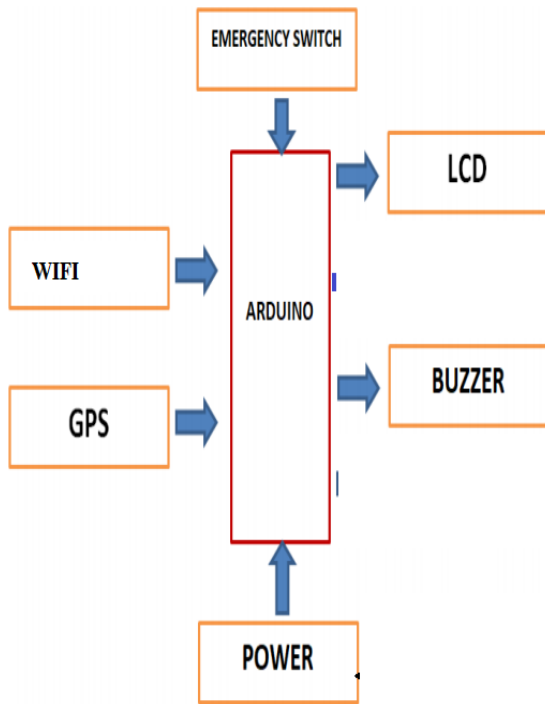 EMERGENCY SWITCH
LCD
WIFI
ARDUINO
BUZZER
GPS
POWER